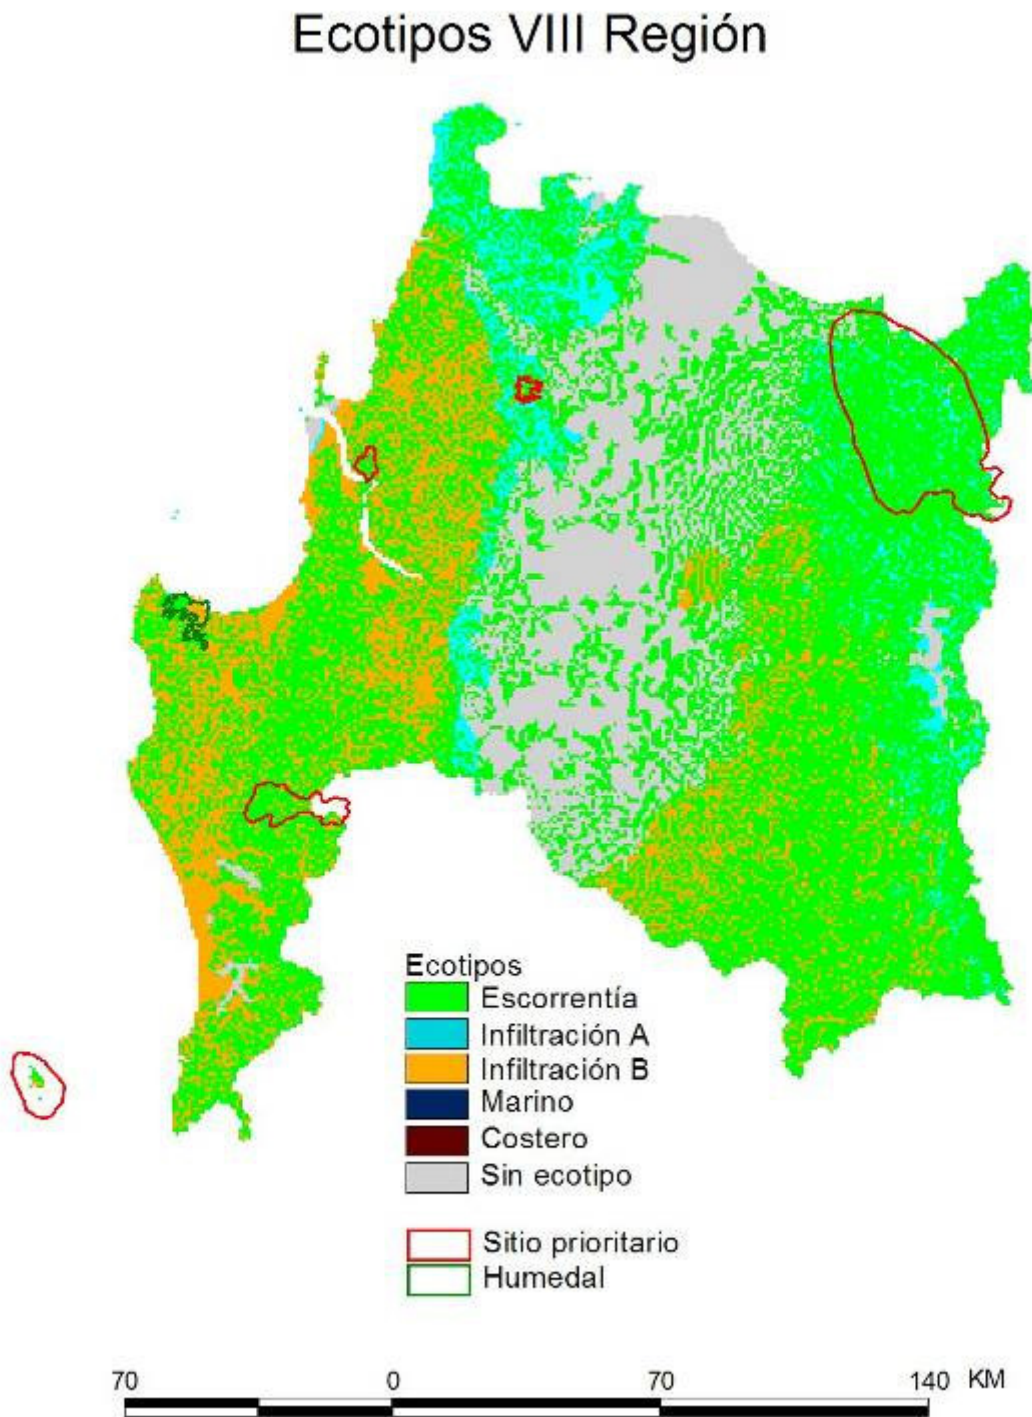 Ecotipos VIII Región
Ecotipos
Escorrentía
Infiltración A
Infiltración B
Marino
Costero
Sin ecotipo
Sitio prioritario
Humedal
70 0 70 140 KM